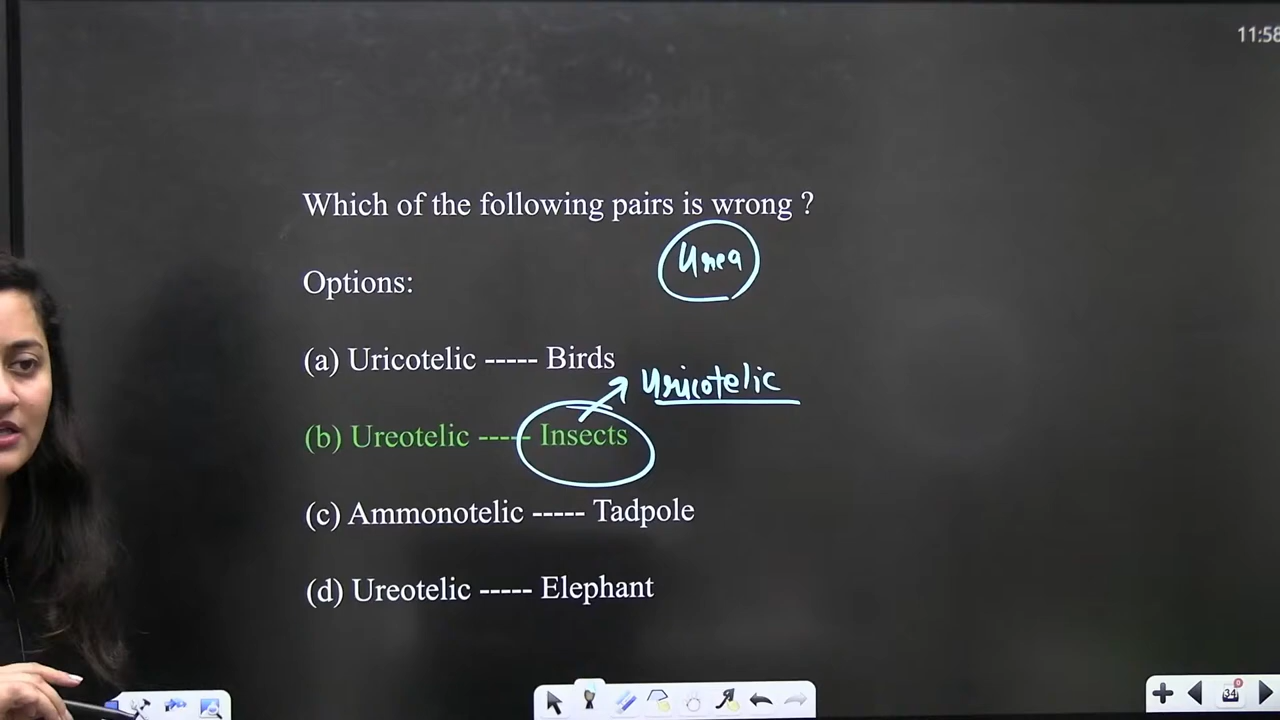 11:58
Which of the following pairs is wrong ?
Urea
Options:
(a) Uricotelic ----- Birds
Uricotelic
(b) Ureotelic ----- Insects
(c) Ammonotelic ----- Tadpole
(d) Ureotelic ----- Elephant
34